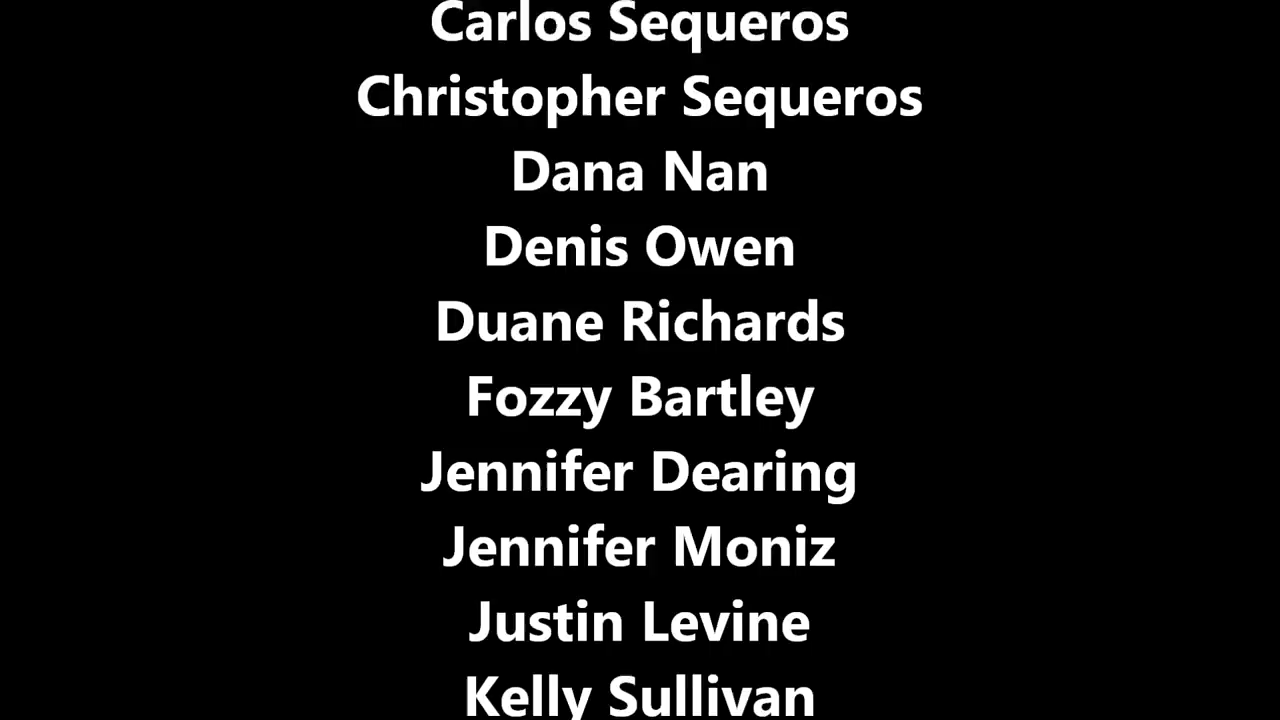 Carlos Sequeros
Christopher Sequeros
Dana Nan
Denis Owen
Duane Richards
Fozzy Bartley
Jennifer Dearing
Jennifer Moniz
Justin Levine
Kelly Sullivan